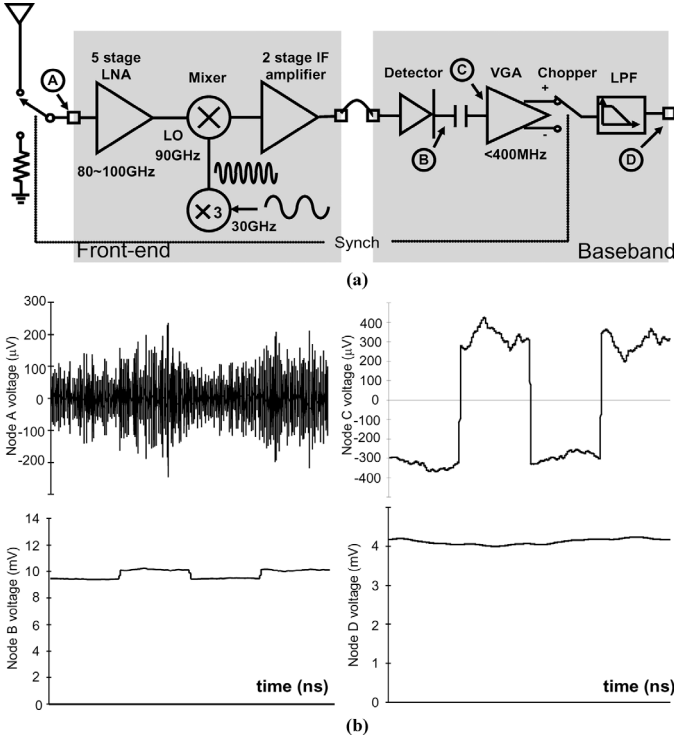 5 stage
LNA
Mixer
2 stage IF
amplifier
Detector
C
VGA
Chopper
LPF
A
+
-
LO
90GHz
80~100GHz
B
<400MHz
D
×3
30GHz
Synch
Front-end
Baseband
(a)
Node A voltage (µV)
300
200
100
0
-100
-200
Node C voltage (µV)
400
300
200
100
0
-100
-200
-300
-400
Node B voltage (mV)
14
12
10
8
6
4
2
0
time (ns)
Node D voltage (mV)
5
4
3
2
1
0
time (ns)
(b)